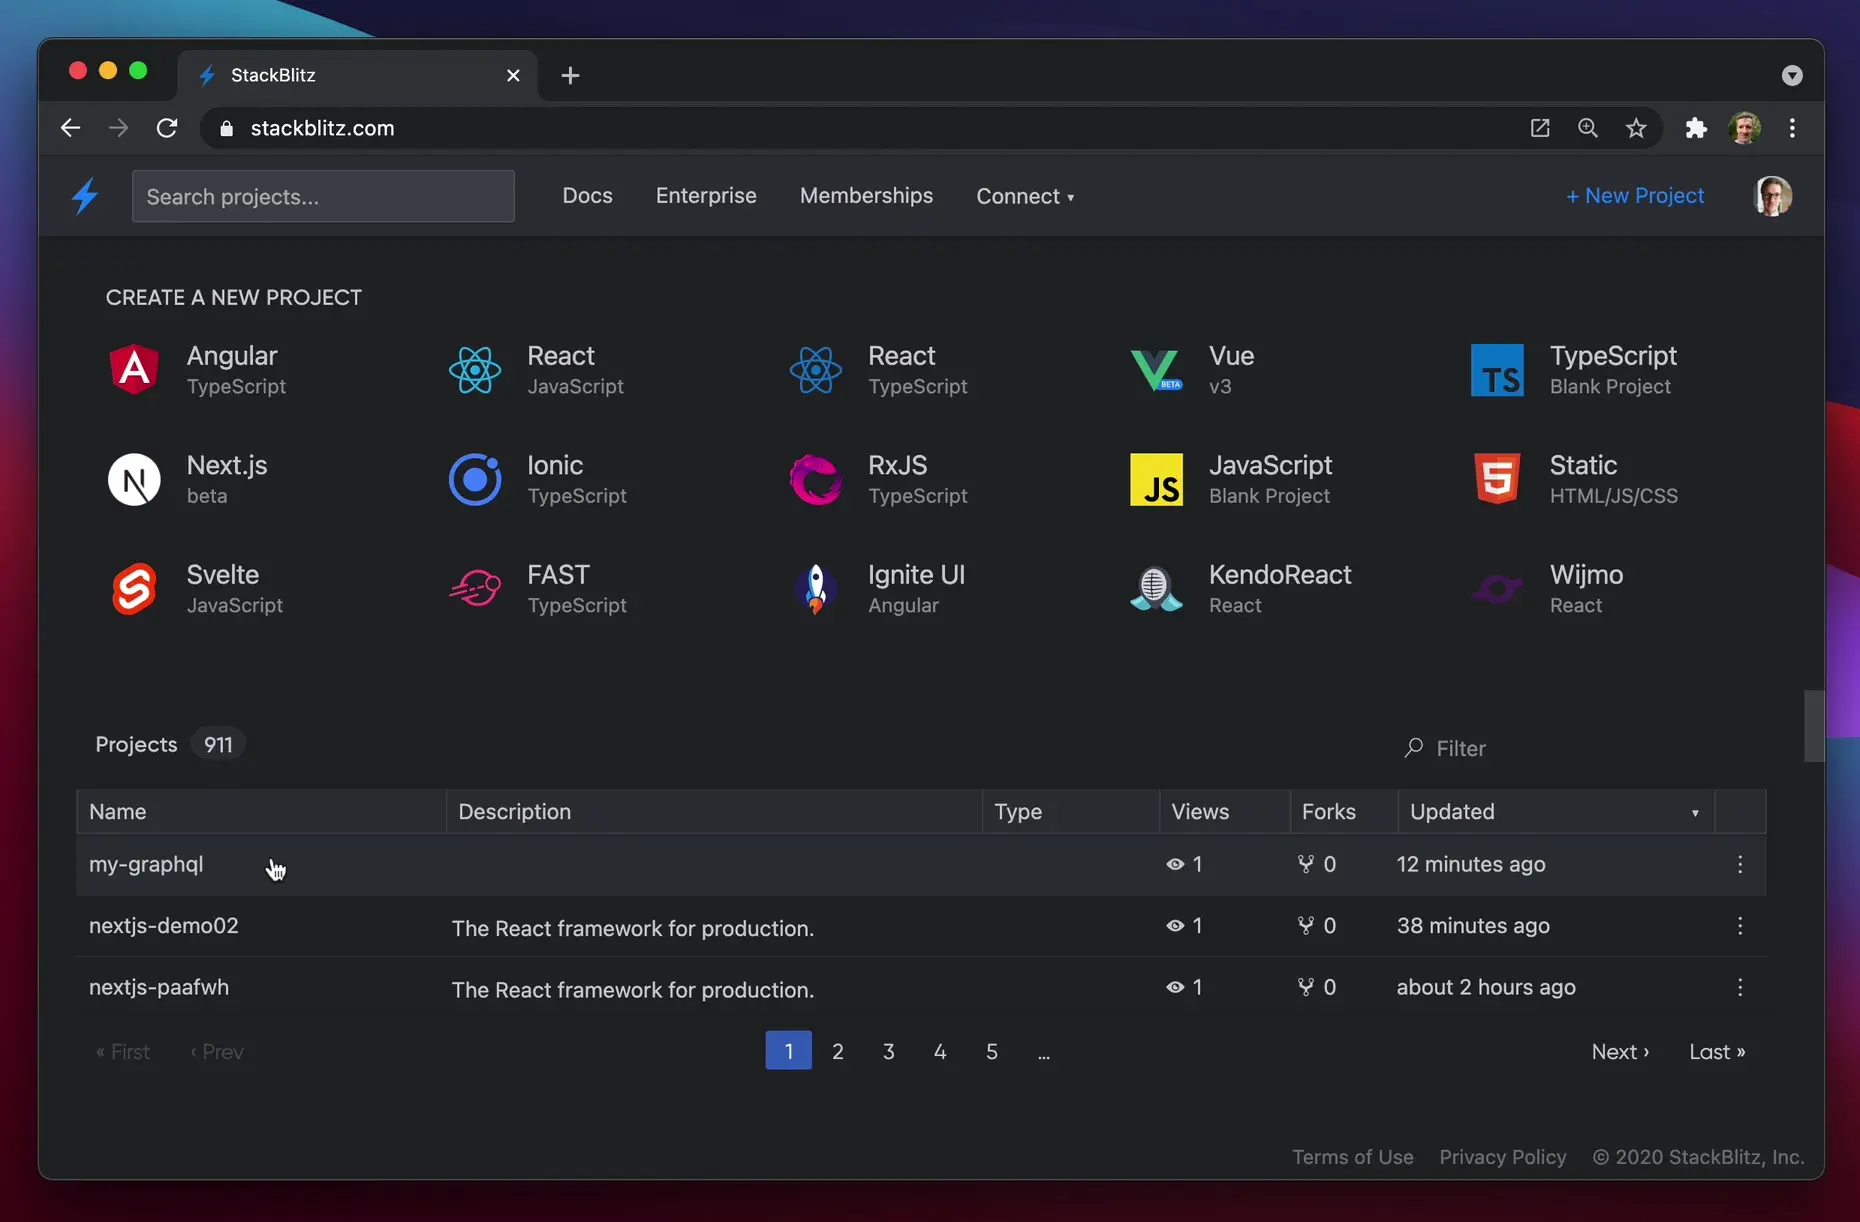 StackBlitz
stackblitz.com
Search projects...
Docs Enterprise Memberships Connect ▾ + New Project
CREATE A NEW PROJECT
Angular React React Vue TypeScript
TypeScript JavaScript TypeScript v3 Blank Project
BETA TS
Next.js Ionic RxJS JavaScript Static
beta TypeScript TypeScript Blank Project HTML/JS/CSS
N JS 5
Svelte FAST Ignite UI KendoReact Wijmo
JavaScript TypeScript Angular React React
Projects 911 Filter
Name Description Type Views Forks Updated ▾
my-graphql 1 0 12 minutes ago
nextjs-demo02 The React framework for production. 1 0 38 minutes ago
nextjs-paafwh The React framework for production. 1 0 about 2 hours ago
« First ‹ Prev 1 2 3 4 5 ... Next › Last »
Terms of Use Privacy Policy © 2020 StackBlitz, Inc.